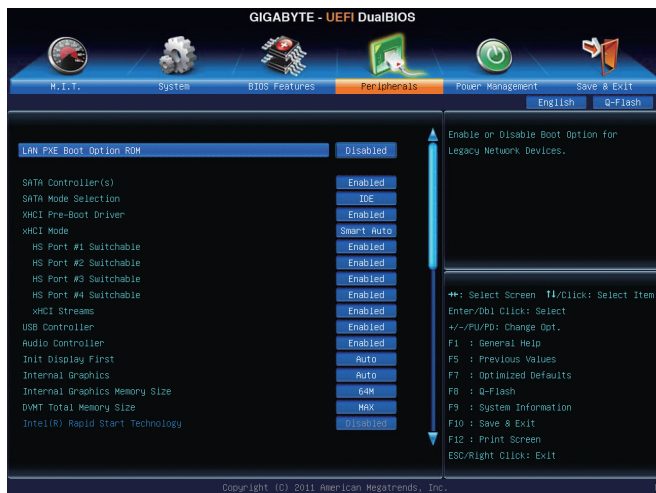 GIGABYTE - UEFI DualBIOS
M.I.T. System BIOS Features Peripherals Power Management Save & Exit
English Q-Flash
LAN PXE Boot Option ROM Disabled
SATA Controller(s) Enabled
SATA Mode Selection IDE
XHCI Pre-Boot Driver Enabled
xHCI Mode Smart Auto
HS Port #1 Switchable Enabled
HS Port #2 Switchable Enabled
HS Port #3 Switchable Enabled
HS Port #4 Switchable Enabled
xHCI Streams Enabled
USB Controller Enabled
Audio Controller Enabled
Init Display First Auto
Internal Graphics Auto
Internal Graphics Memory Size 64M
DVMT Total Memory Size MAX
Intel(R) Rapid Start Technology Disabled
Enable or Disable Boot Option for
Legacy Network Devices.
→←: Select Screen ↑↓/Click: Select Item
Enter/Dbl Click: Select
+/-/PU/PD: Change Opt.
F1 : General Help
F5 : Previous Values
F7 : Optimized Defaults
F8 : Q-Flash
F9 : System Information
F10 : Save & Exit
F12 : Print Screen
ESC/Right Click: Exit
Copyright (C) 2011 American Megatrends, Inc.